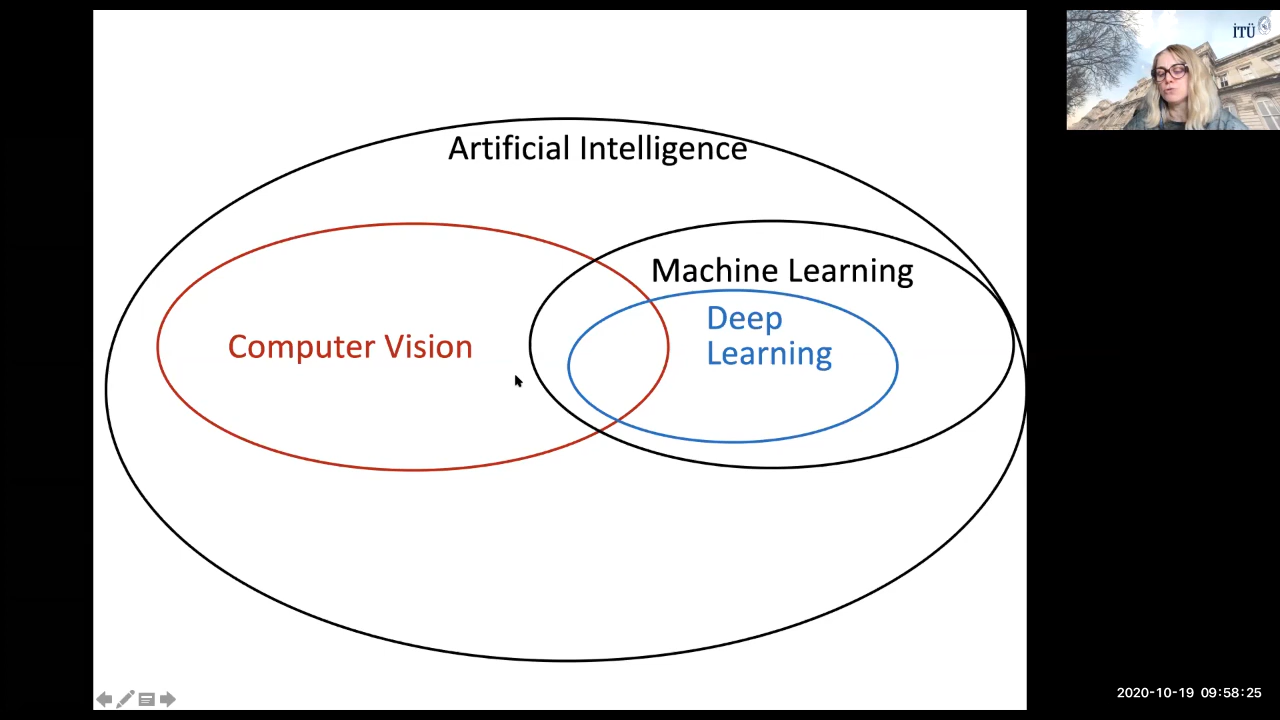 Artificial Intelligence
Machine Learning
Deep
Learning
Computer Vision
İTÜ
2020-10-19 09:58:25